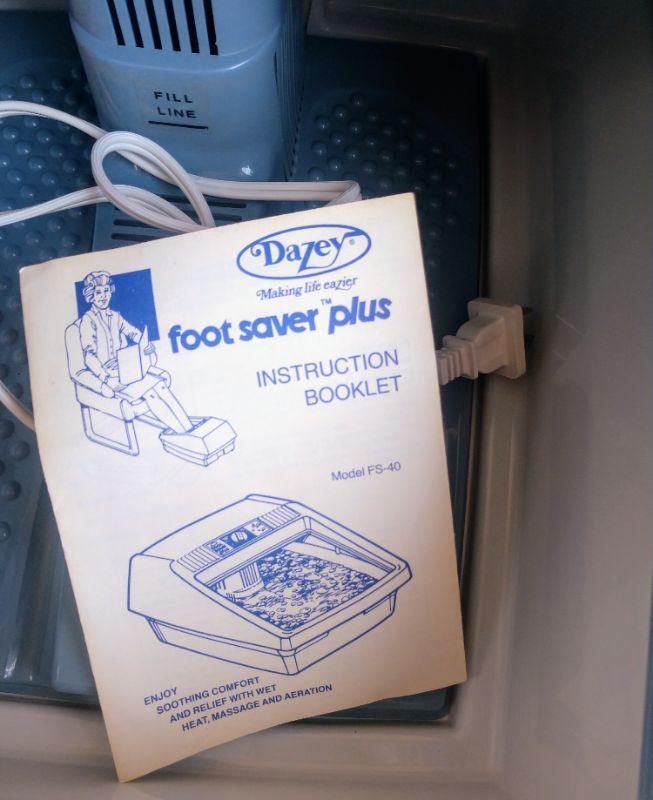 FILL
LINE
Dazey®
Making life eazier
foot saver™ plus
INSTRUCTION
BOOKLET
Model FS-40
ENJOY
SOOTHING COMFORT
AND RELIEF WITH WET
HEAT, MASSAGE AND AERATION